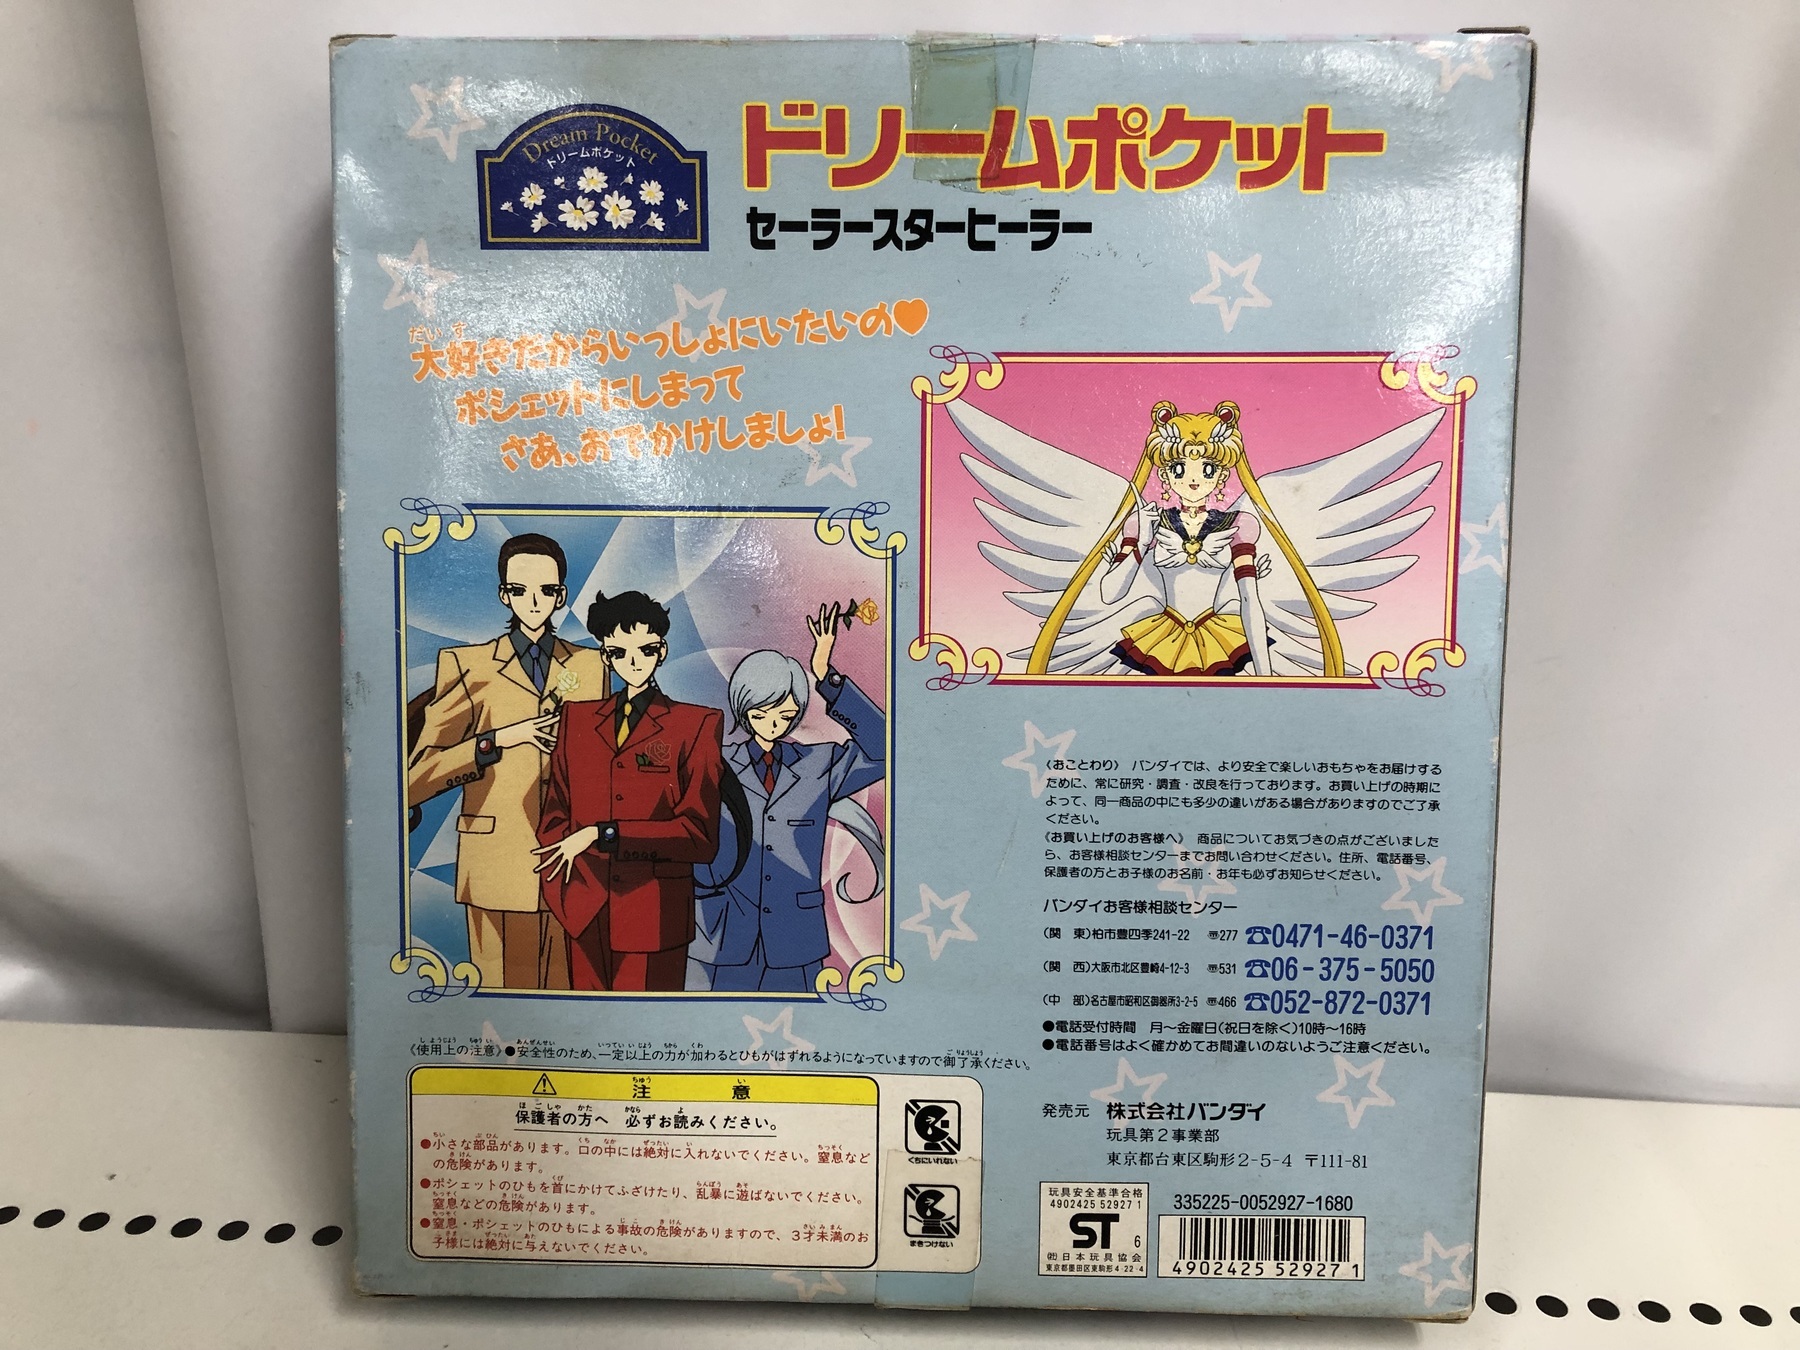 Dream Pocket
ドリームポケット
ドリームポケット
セーラースターヒーラー
大好きだからいっしょにいたいの♥
ポシェットにしまって
さあ、おでかけしましょ!
〈おことわり〉 バンダイでは、より安全で楽しいおもちゃをお届けする
ために、常に研究・調査・改良を行っております。お買い上げの時期に
よって、同一商品の中にも多少の違いがある場合がありますのでご了承
ください。
《お買い上げのお客様へ》 商品についてお気づきの点がございました
ら、お客様相談センターまでお問い合わせください。住所、電話番号、
保護者の方とお子様のお名前・お年も必ずお知らせください。
バンダイお客様相談センター
(関 東)柏市豊四季241-22 〠277 ☎0471-46-0371
(関 西)大阪市北区豊崎4-12-3 〠531 ☎06-375-5050
(中 部)名古屋市昭和区御器所3-2-5 〠466 ☎052-872-0371
●電話受付時間 月〜金曜日(祝日を除く)10時〜16時
●電話番号はよく確かめてお間違いのないようご注意ください。
《使用上の注意》●安全性のため、一定以上の力が加わるとひもがはずれるようになっていますので御了承ください。
⚠ 注 意
保護者の方へ 必ずお読みください。
●小さな部品があります。口の中には絶対に入れないでください。窒息など
の危険があります。
●ポシェットのひもを首にかけてふざけたり、乱暴に遊ばないでください。
窒息などの危険があります。
●窒息・ポシェットのひもによる事故の危険がありますので、3才未満のお
子様には絶対に与えないでください。
くちにいれない
まきつけない
発売元 株式会社バンダイ
玩具第2事業部
東京都台東区駒形2-5-4 〒111-81
玩具安全基準合格
4902425 52927 1
ST 6
(社)日本玩具協会
東京都墨田区東駒形4-22-4
335225-0052927-1680
4902425 529271